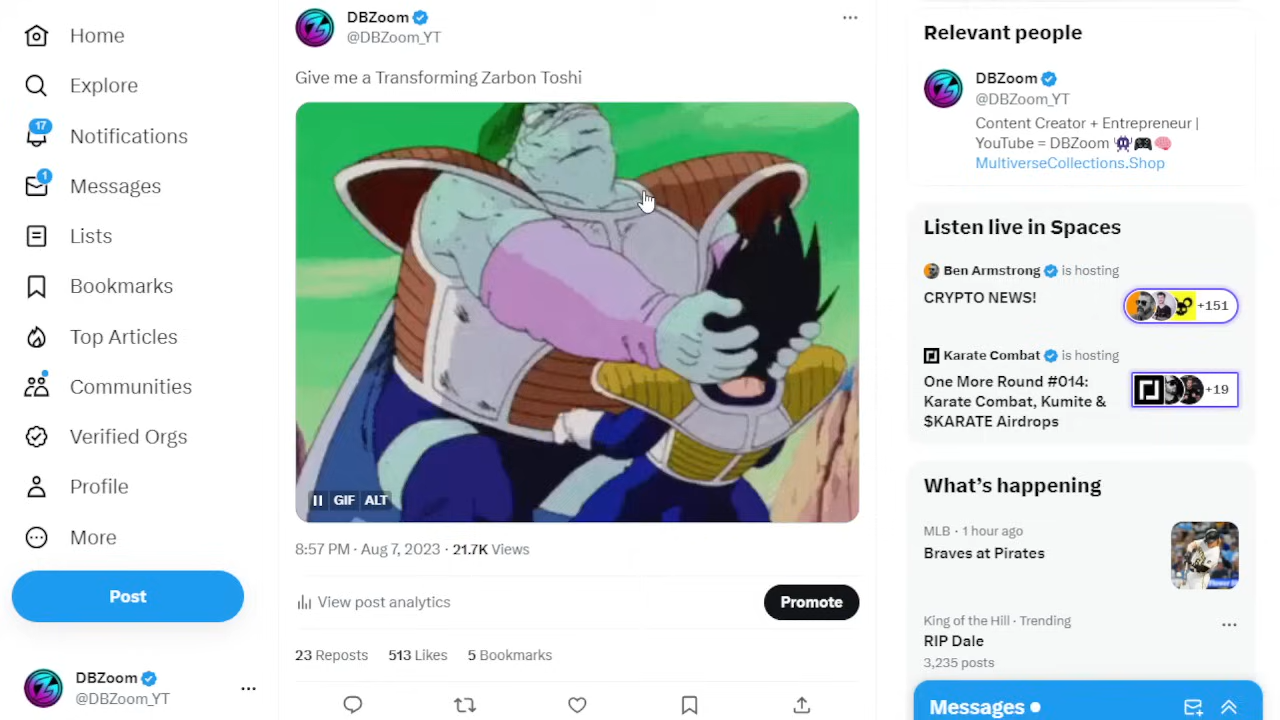 Home
Explore
17
Notifications
1
Messages
Lists
Bookmarks
Top Articles
Communities
Verified Orgs
Profile
More
Post
DBZoom
@DBZoom_YT
DBZoom
@DBZoom_YT
Give me a Transforming Zarbon Toshi
GIF ALT
8:57 PM · Aug 7, 2023 · 21.7K Views
View post analytics
Promote
23 Reposts 513 Likes 5 Bookmarks
Relevant people
DBZoom
@DBZoom_YT
Content Creator + Entrepreneur |
YouTube = DBZoom 👾🎮🧠
MultiverseCollections.Shop
Listen live in Spaces
Ben Armstrong is hosting
CRYPTO NEWS!
+151
Karate Combat is hosting
One More Round #014:
Karate Combat, Kumite &
$KARATE Airdrops
+19
What's happening
MLB · 1 hour ago
Braves at Pirates
King of the Hill · Trending
RIP Dale
3,235 posts
Messages